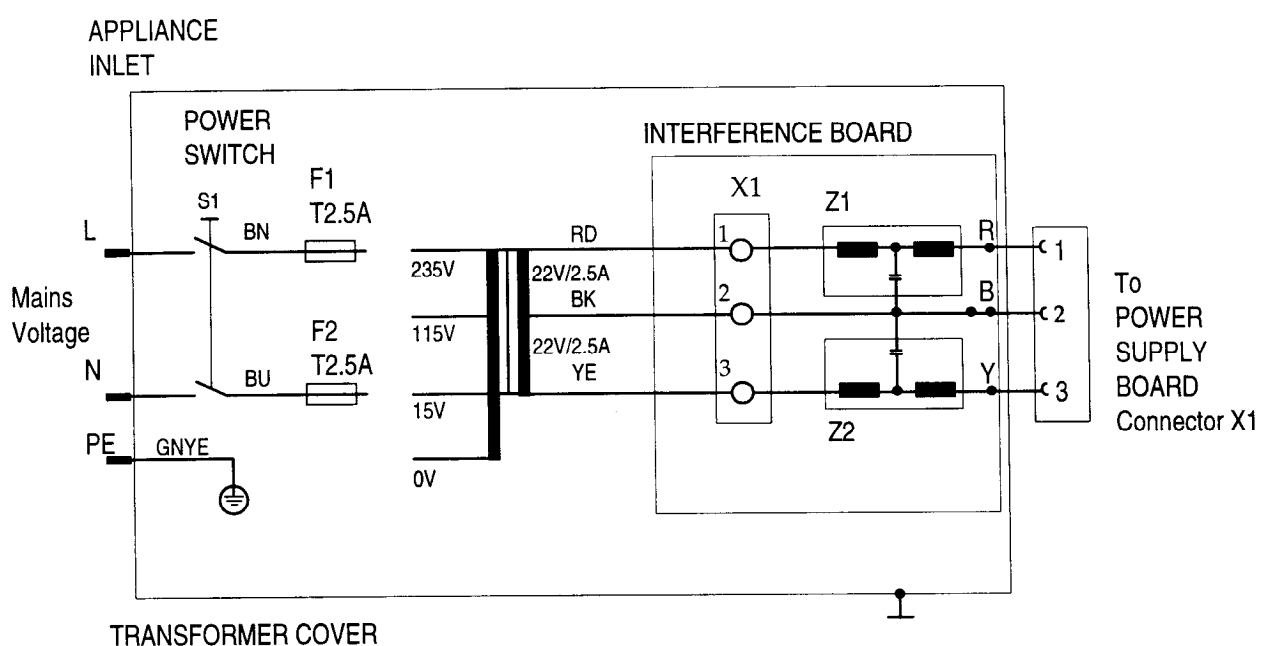 APPLIANCE
INLET
POWER
SWITCH
INTERFERENCE BOARD
S1
F1
T2.5A
X1
Z1
L
BN
RD
1
R
1
235V
22V/2.5A
Mains
Voltage
BK
2
B
2
115V
To
POWER
SUPPLY
BOARD
Connector X1
F2
T2.5A
22V/2.5A
N
BU
YE
3
Y
3
15V
Z2
PE
GNYE
0V
TRANSFORMER COVER